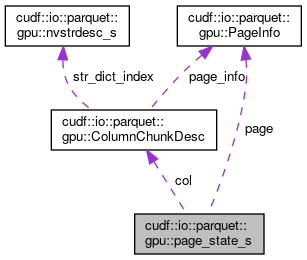 cudf::io::parquet::
gpu::nvstrdesc_s
cudf::io::parquet::
gpu::PageInfo
str_dict_index
page_info
cudf::io::parquet::
gpu::ColumnChunkDesc
page
col
cudf::io::parquet::
gpu::page_state_s